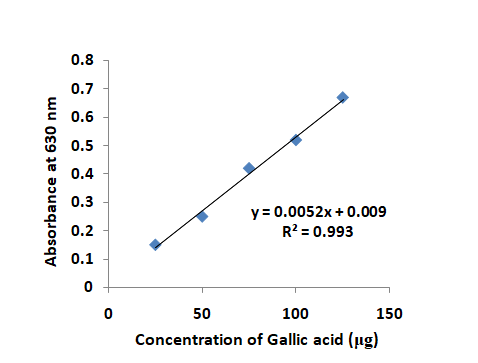 0.8
0.7
0.6
0.5
0.4
0.3
0.2
0.1
0
0 50 100 150
Absorbance at 630 nm
y = 0.0052x + 0.009
R² = 0.993
Concentration of Gallic acid (µg)